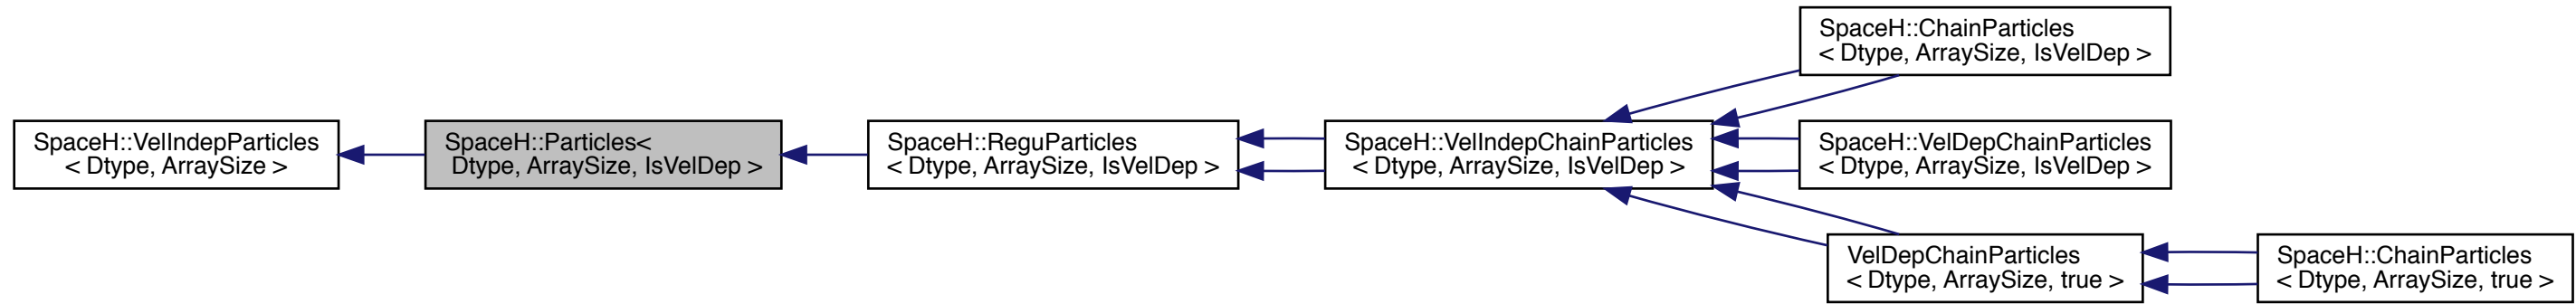 SpaceH::VelIndepParticles
< Dtype, ArraySize >
SpaceH::Particles<
Dtype, ArraySize, IsVelDep >
SpaceH::ReguParticles
< Dtype, ArraySize, IsVelDep >
SpaceH::VelIndepChainParticles
< Dtype, ArraySize, IsVelDep >
SpaceH::ChainParticles
< Dtype, ArraySize, IsVelDep >
SpaceH::VelDepChainParticles
< Dtype, ArraySize, IsVelDep >
VelDepChainParticles
< Dtype, ArraySize, true >
SpaceH::ChainParticles
< Dtype, ArraySize, true >